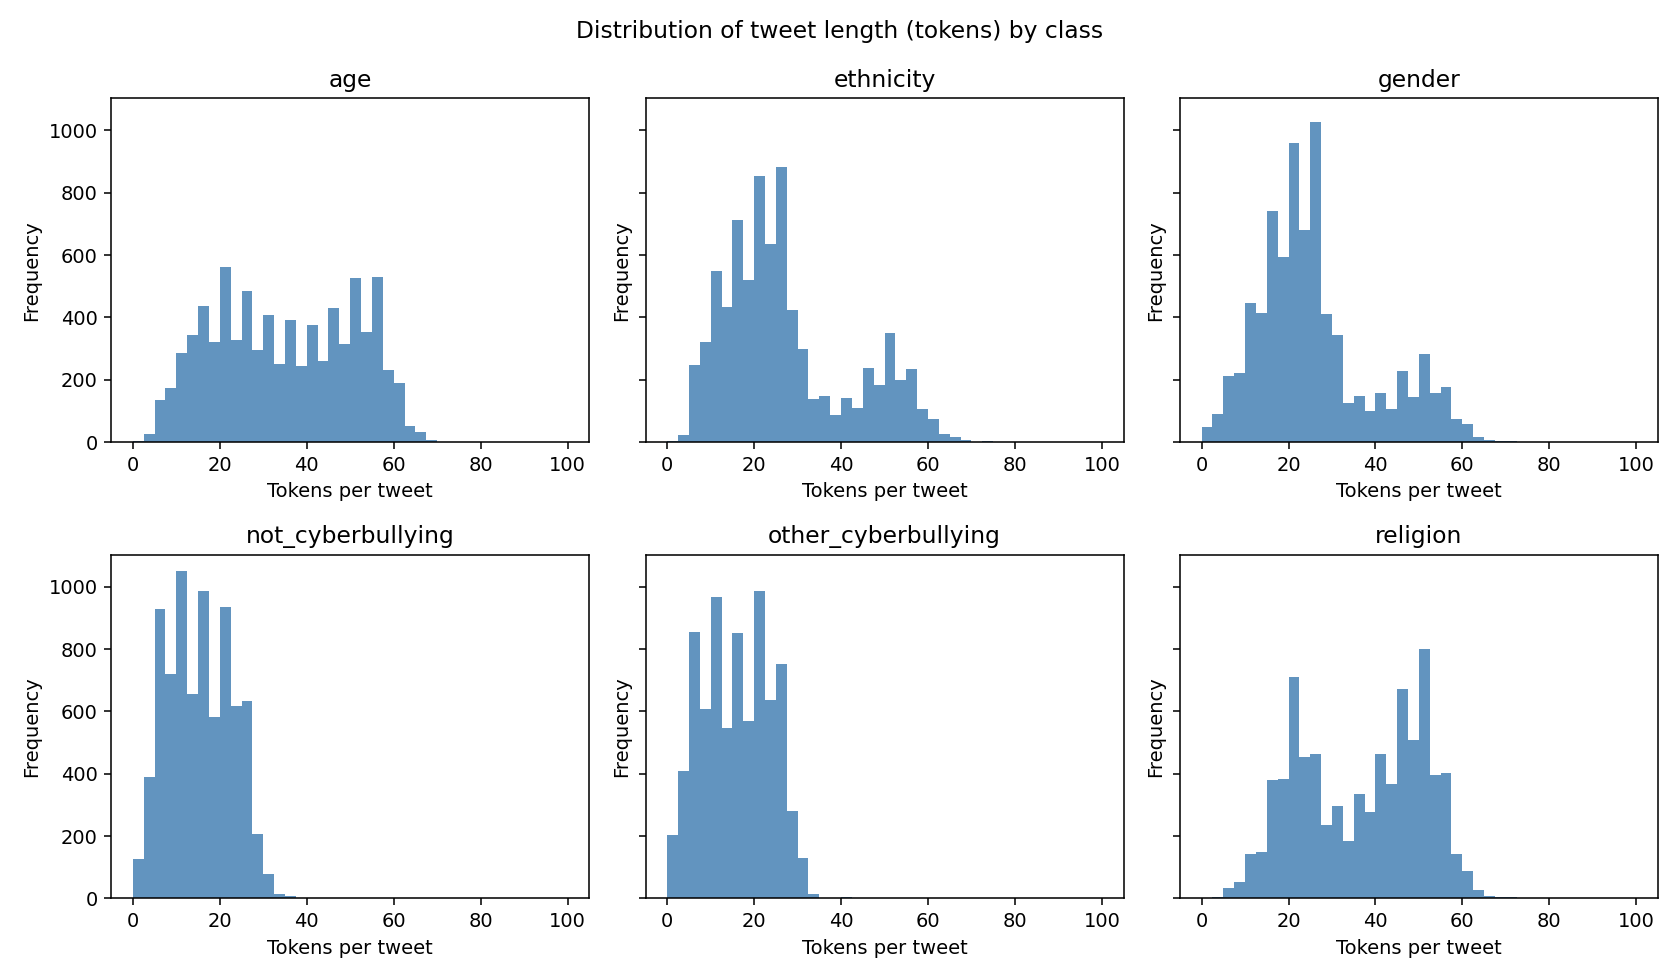 Distribution of tweet length (tokens) by class
age
ethnicity
gender
1000
800
600
400
200
0
Frequency
Frequency
Frequency
0 20 40 60 80 100
0 20 40 60 80 100
0 20 40 60 80 100
Tokens per tweet
Tokens per tweet
Tokens per tweet
not_cyberbullying
other_cyberbullying
religion
1000
800
600
400
200
0
Frequency
Frequency
Frequency
0 20 40 60 80 100
0 20 40 60 80 100
0 20 40 60 80 100
Tokens per tweet
Tokens per tweet
Tokens per tweet